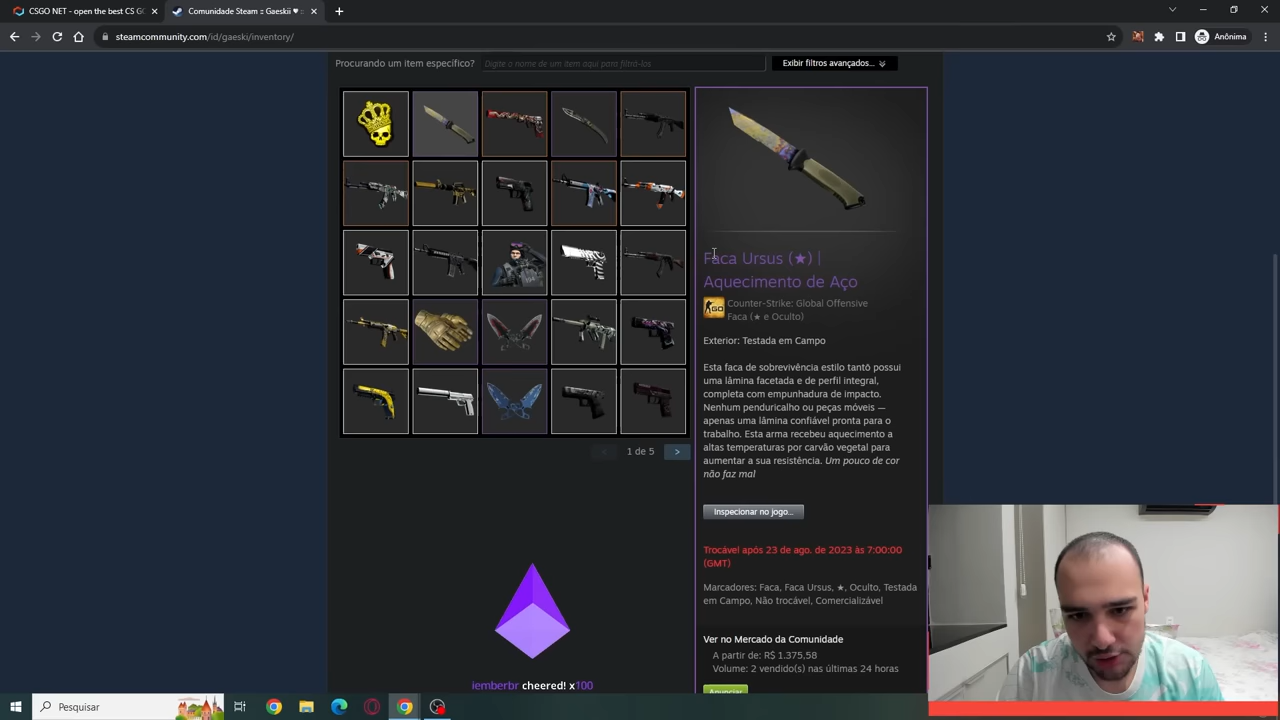 CSGO NET - open the best CS GO
Comunidade Steam :: Gaeskii ♥
steamcommunity.com/id/gaeski/inventory/
Anônima
Procurando um item específico?
Digite o nome de um item aqui para filtrá-los
Exibir filtros avançados...
Faca Ursus (★) |
Aquecimento de Aço
Counter-Strike: Global Offensive
Faca (★ e Oculto)
Exterior: Testada em Campo
Esta faca de sobrevivência estilo tantō possui
uma lâmina facetada e de perfil integral,
completa com empunhadura de impacto.
Nenhum penduricalho ou peças móveis —
apenas uma lâmina confiável pronta para o
trabalho. Esta arma recebeu aquecimento a
altas temperaturas por carvão vegetal para
aumentar a sua resistência. Um pouco de cor
não faz mal
1 de 5
>
Inspecionar no jogo...
Trocável após 23 de ago. de 2023 às 7:00:00
(GMT)
Marcadores: Faca, Faca Ursus, ★, Oculto, Testada
em Campo, Não trocável, Comercializável
Ver no Mercado da Comunidade
A partir de: R$ 1.375,58
Volume: 2 vendido(s) nas últimas 24 horas
Anunciar
iemberbr cheered! x100
Pesquisar